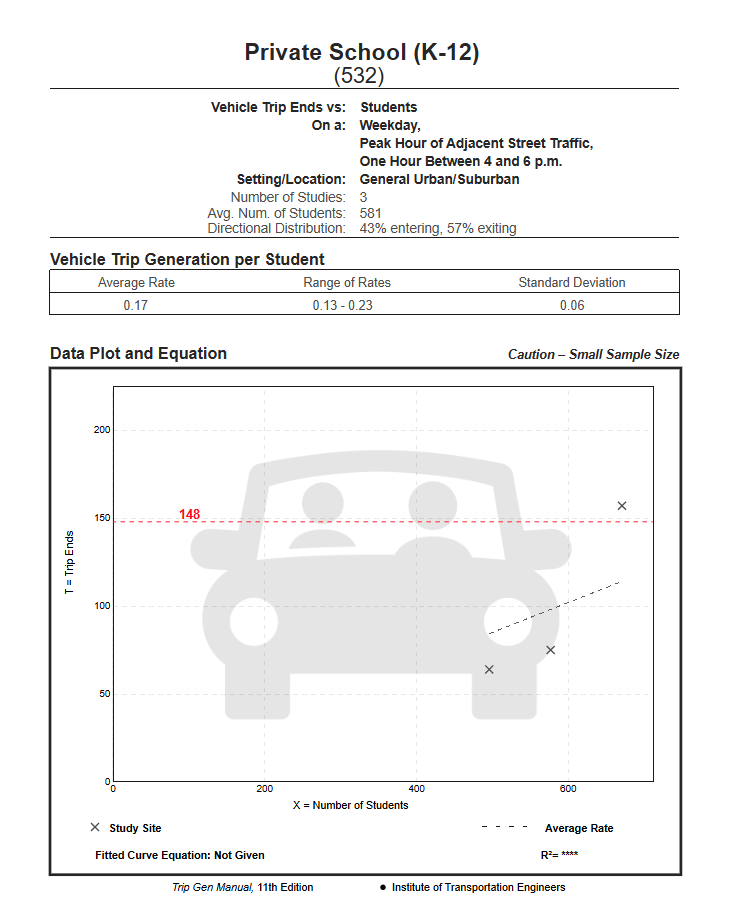 Private School (K-12)
(532)
Vehicle Trip Ends vs: Students
On a: Weekday,
Peak Hour of Adjacent Street Traffic,
One Hour Between 4 and 6 p.m.
Setting/Location: General Urban/Suburban
Number of Studies: 3
Avg. Num. of Students: 581
Directional Distribution: 43% entering, 57% exiting
Vehicle Trip Generation per Student
Average Rate Range of Rates Standard Deviation
0.17 0.13 - 0.23 0.06
Data Plot and Equation Caution – Small Sample Size
200
148
150
T = Trip Ends
100
50
0
0 200 400 600
X = Number of Students
Study Site Average Rate
Fitted Curve Equation: Not Given R²= ****
Trip Gen Manual, 11th Edition ● Institute of Transportation Engineers